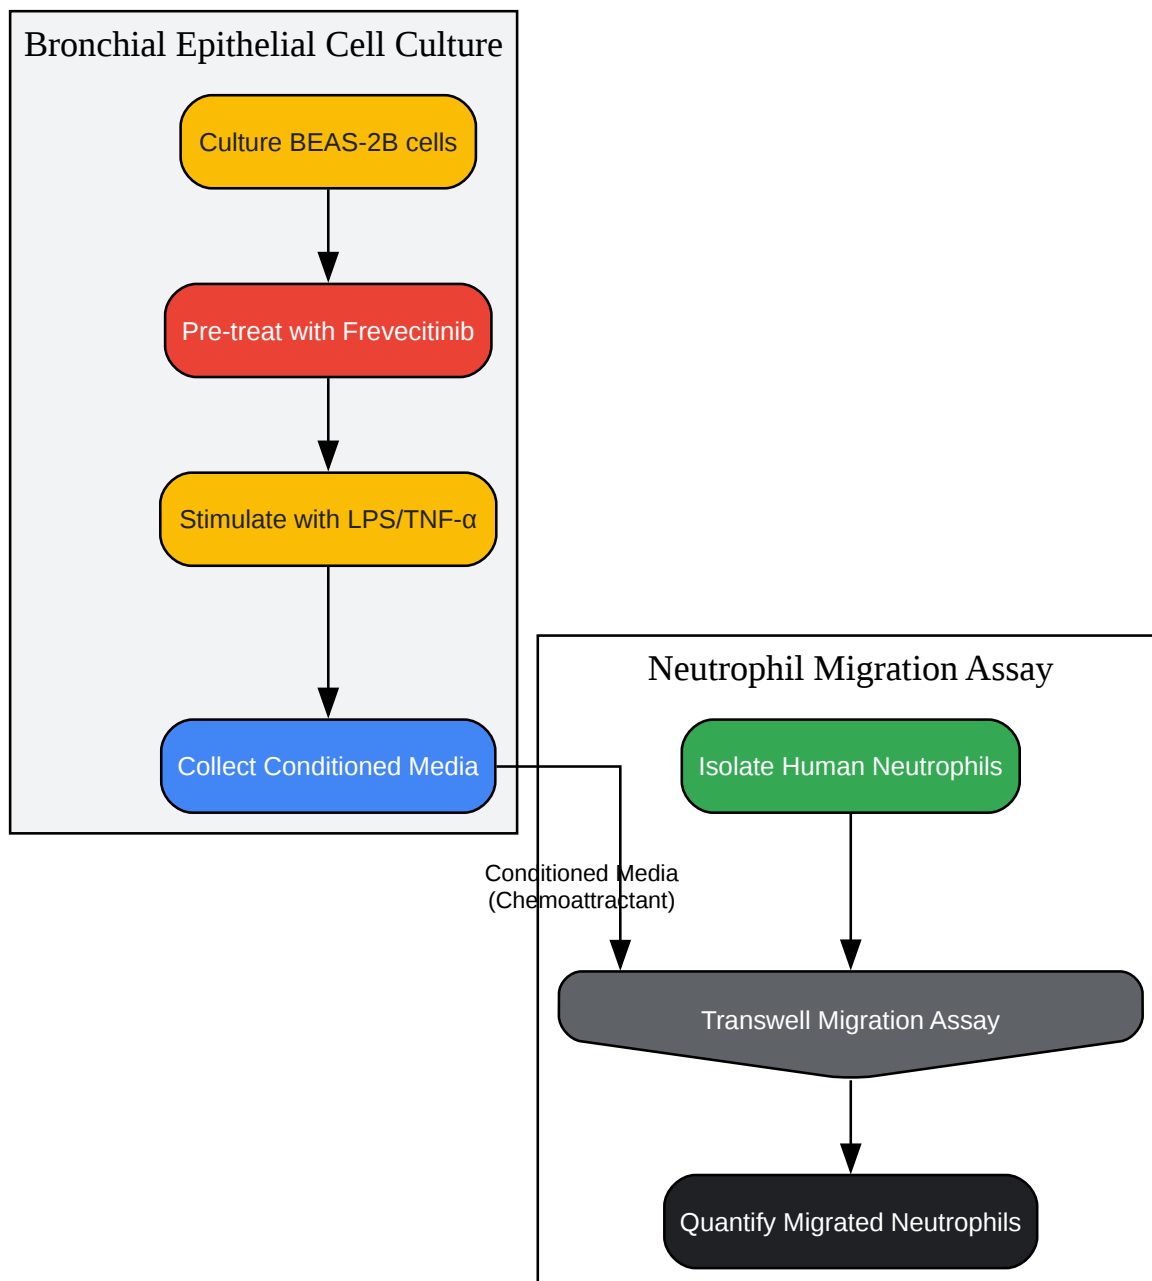 Bronchial Epithelial Cell Culture
Culture BEAS-2B cells
Pre-treat with Frevecitinib
Stimulate with LPS/TNF-α
Collect Conditioned Media
Conditioned Media
(Chemoattractant)
Neutrophil Migration Assay
Isolate Human Neutrophils
Transwell Migration Assay
Quantify Migrated Neutrophils